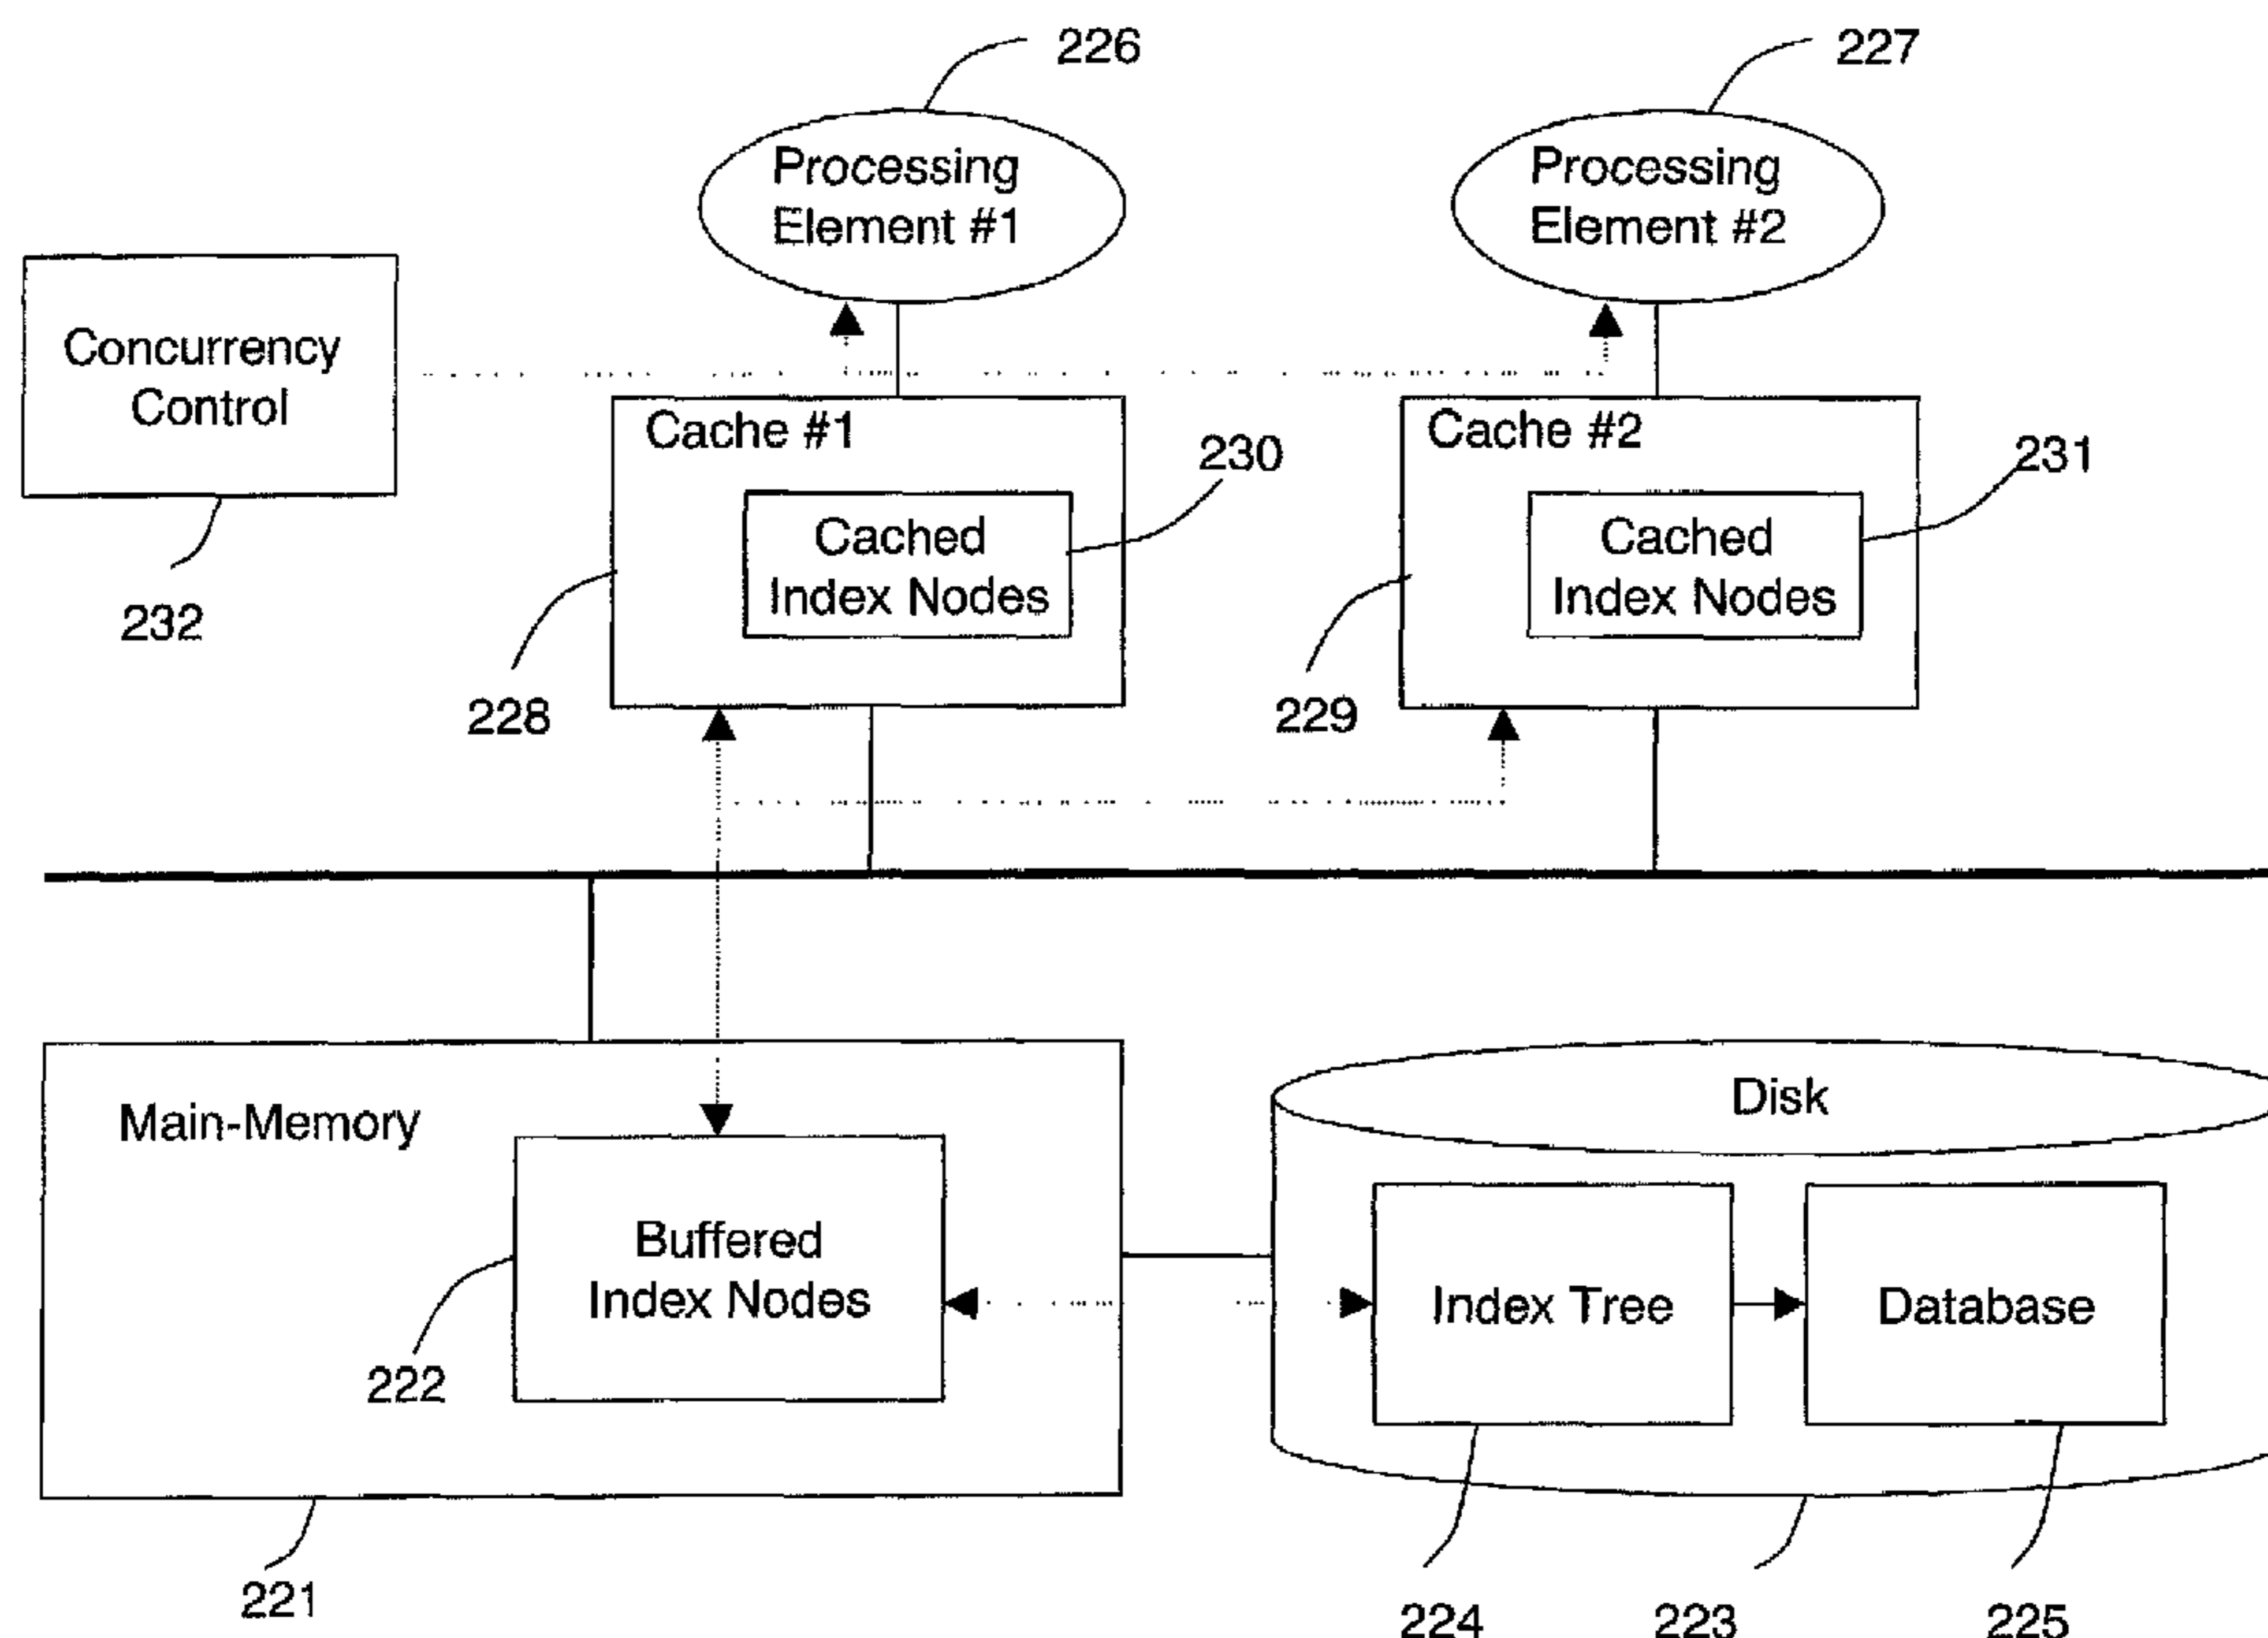 226
227
Processing
Element #1
Processing
Element #2
Concurrency
Control
232
Cache #1
230
Cached
Index Nodes
228
Cache #2
231
Cached
Index Nodes
229
Main-Memory
Buffered
Index Nodes
222
221
Disk
Index Tree
Database
224
223
225